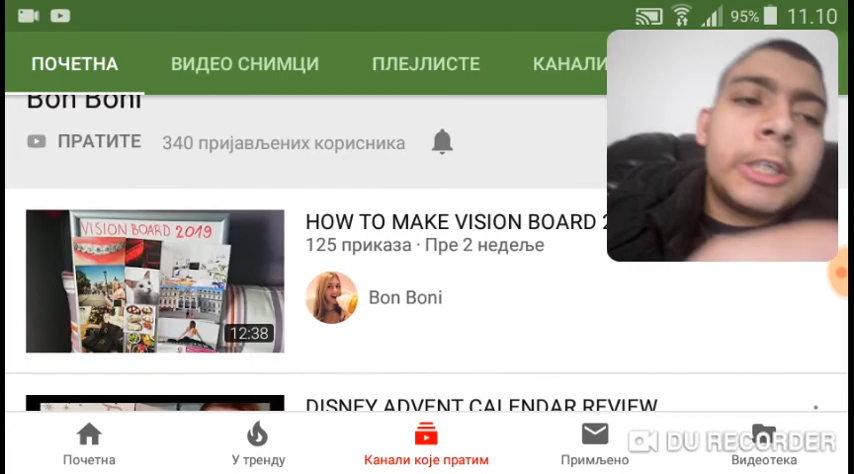 95% 11.10
ПОЧЕТНА ВИДЕО СНИМЦИ ПЛЕЈЛИСТЕ КАНАЛИ
Bon Boni
ПРАТИТЕ 340 пријављених корисника
VISION BOARD 2019
12:38
HOW TO MAKE VISION BOARD
125 приказа · Пре 2 недеље
Bon Boni
DISNEY ADVENT CALENDAR REVIEW
DU RECORDER
Почетна У тренду Канали које пратим Примљено Видеотека